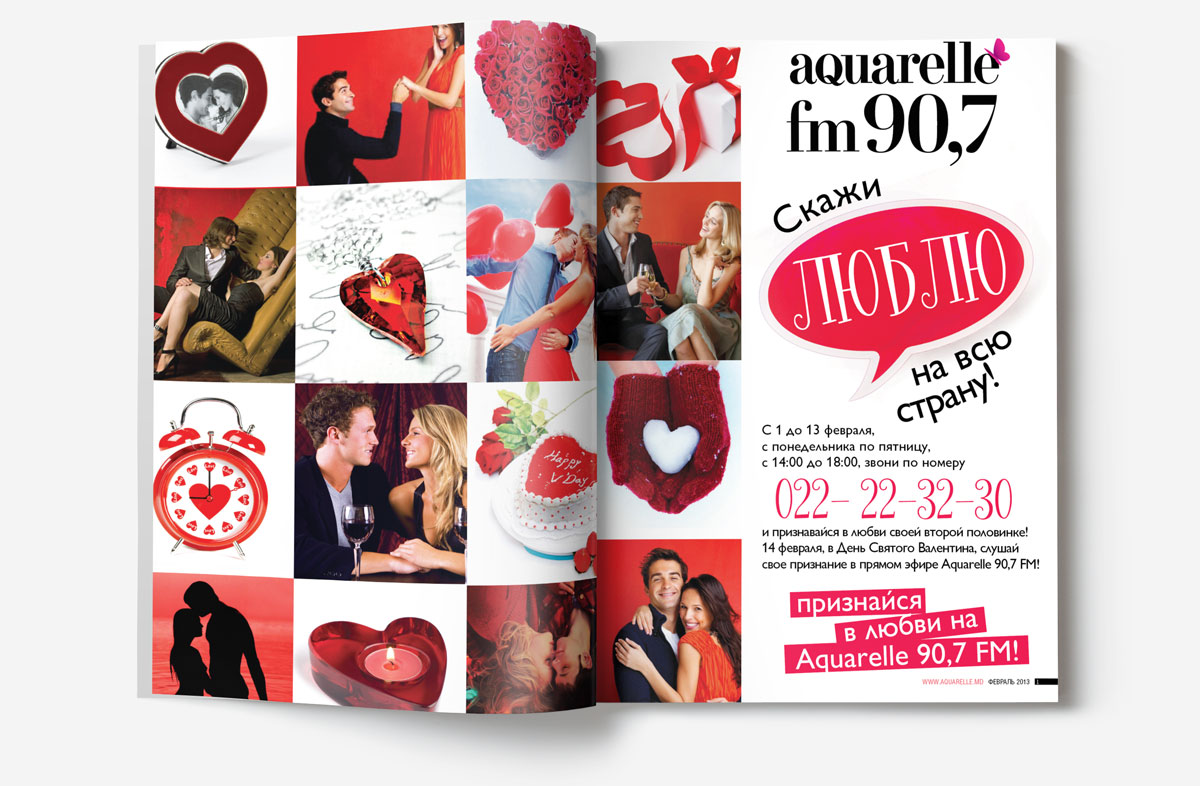 Happy
V Day
aquarelle
fm 90,7
Скажи
ЛЮБЛЮ
на всю
страну!
С 1 до 13 февраля,
с понедельника по пятницу,
с 14:00 до 18:00, звони по номеру
022– 22–32–30
и признавайся в любви своей второй половинке!
14 февраля, в День Святого Валентина, слушай
свое признание в прямом эфире Aquarelle 90,7 FM!
признайся
в любви на
Aquarelle 90,7 FM!
WWW.AQUARELLE.MD ФЕВРАЛЬ 2013 1